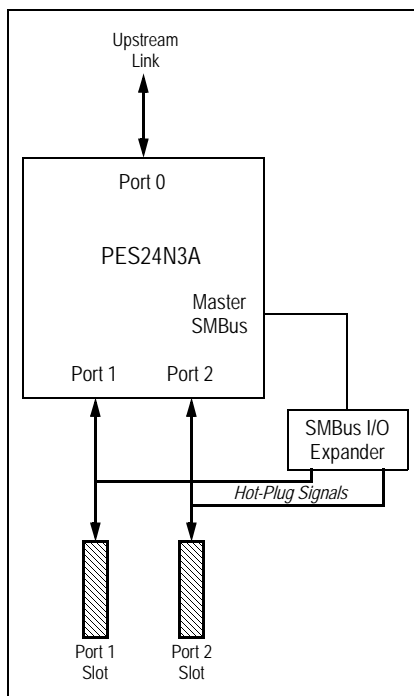 Upstream
Link
Port 0
PES24N3A
Master
SMBus
Port 1
Port 2
SMBus I/O
Expander
Hot-Plug Signals
Port 1
Slot
Port 2
Slot